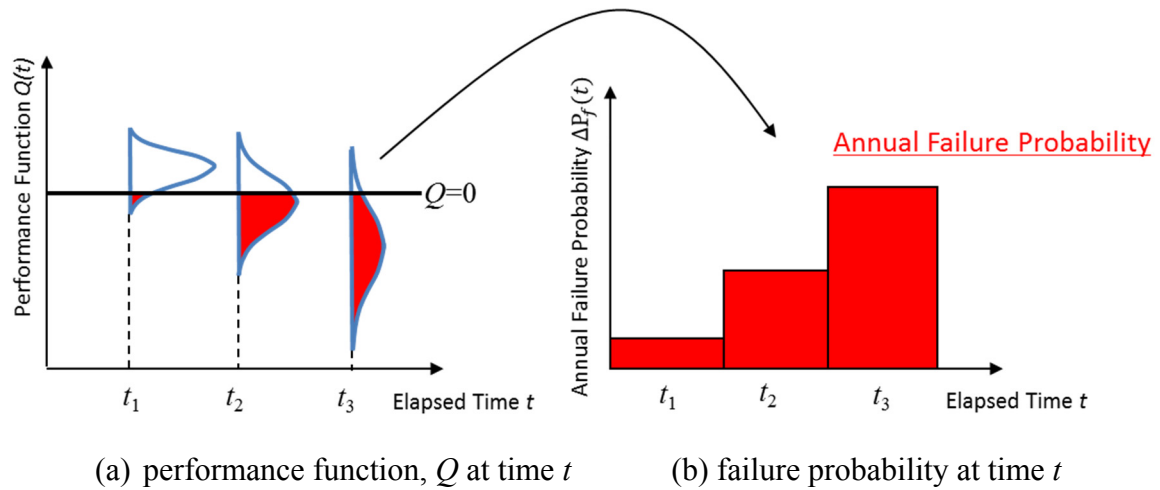 Performance Function Q(t)
Q=0
t1
t2
t3
Elapsed Time t
(a) performance function, Q at time t
Annual Failure Probability ΔPf(t)
Annual Failure Probability
t1
t2
t3
Elapsed Time t
(b) failure probability at time t